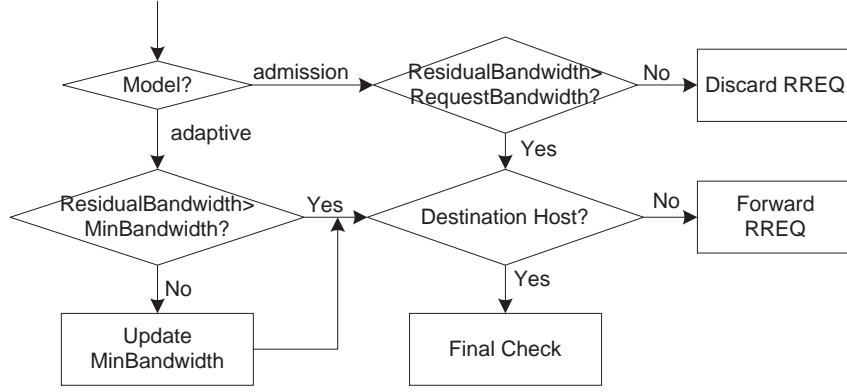 Model?
admission
ResidualBandwidth>
RequestBandwidth?
No
Discard RREQ
adaptive
Yes
ResidualBandwidth>
MinBandwidth?
Yes
Destination Host?
No
Forward
RREQ
No
Yes
Update
MinBandwidth
Final Check